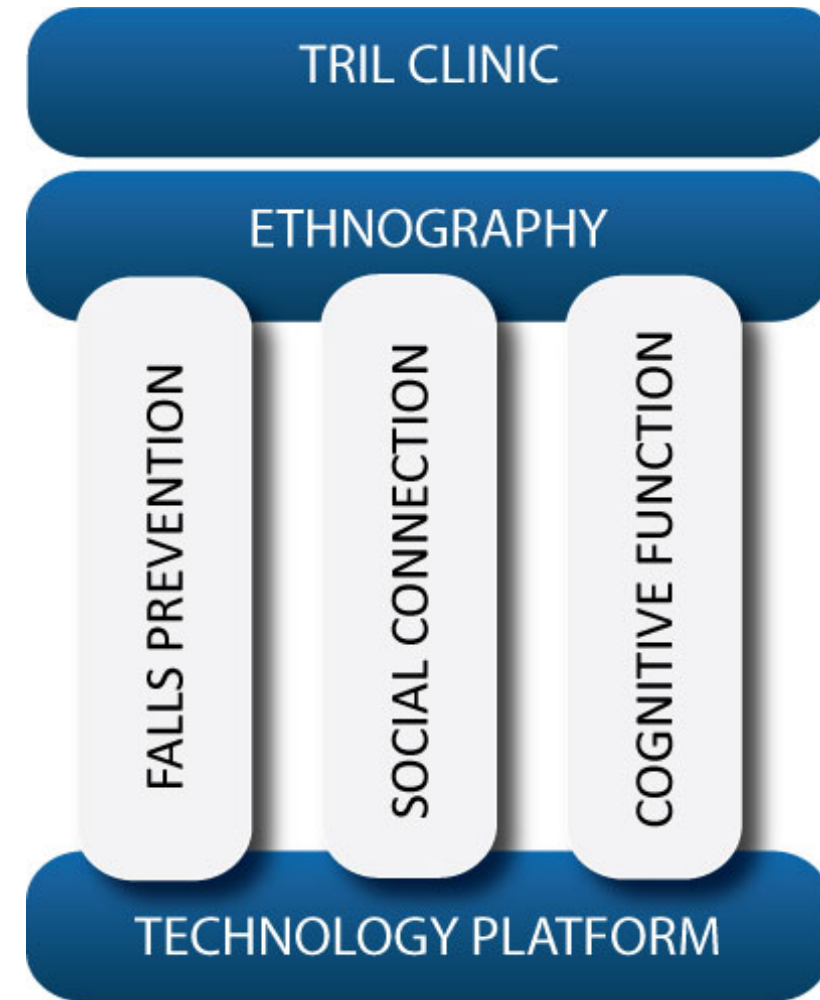 TRIL CLINIC
ETHNOGRAPHY
FALLS PREVENTION
SOCIAL CONNECTION
COGNITIVE FUNCTION
TECHNOLOGY PLATFORM